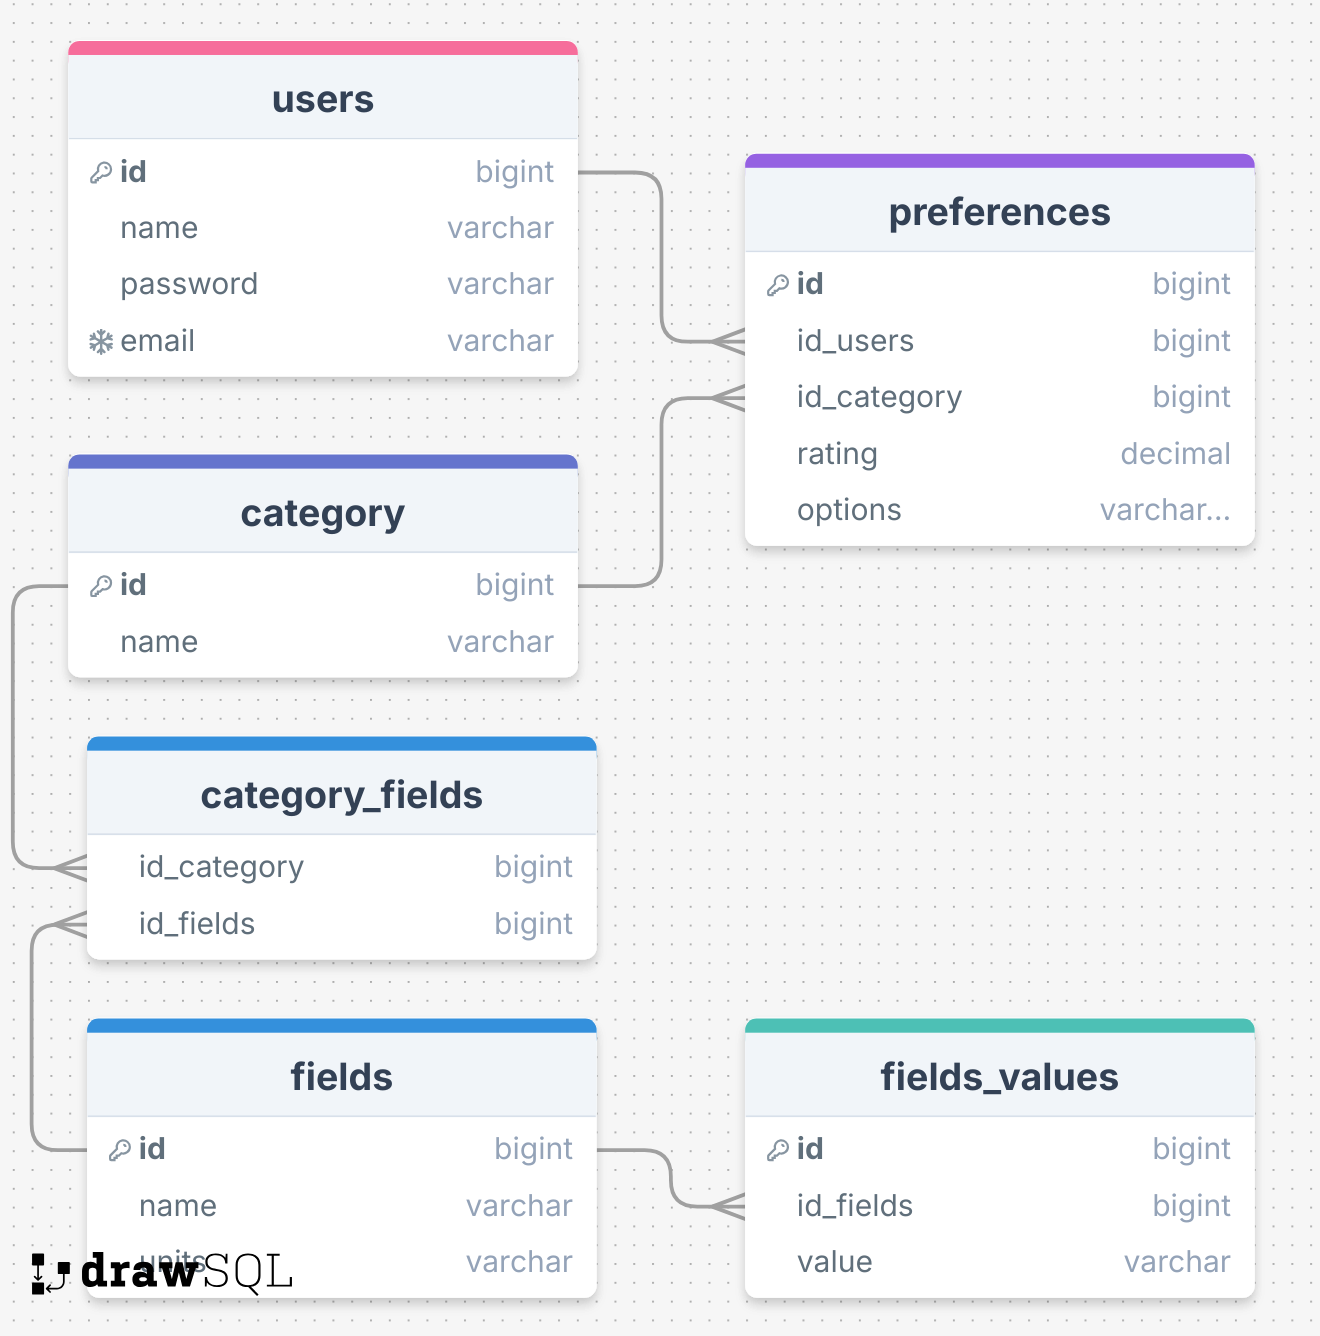 users
id bigint
name varchar
password varchar
email varchar
preferences
id bigint
id_users bigint
id_category bigint
rating decimal
options varchar...
category
id bigint
name varchar
category_fields
id_category bigint
id_fields bigint
fields
id bigint
name varchar
units varchar
drawSQL
fields_values
id bigint
id_fields bigint
value varchar